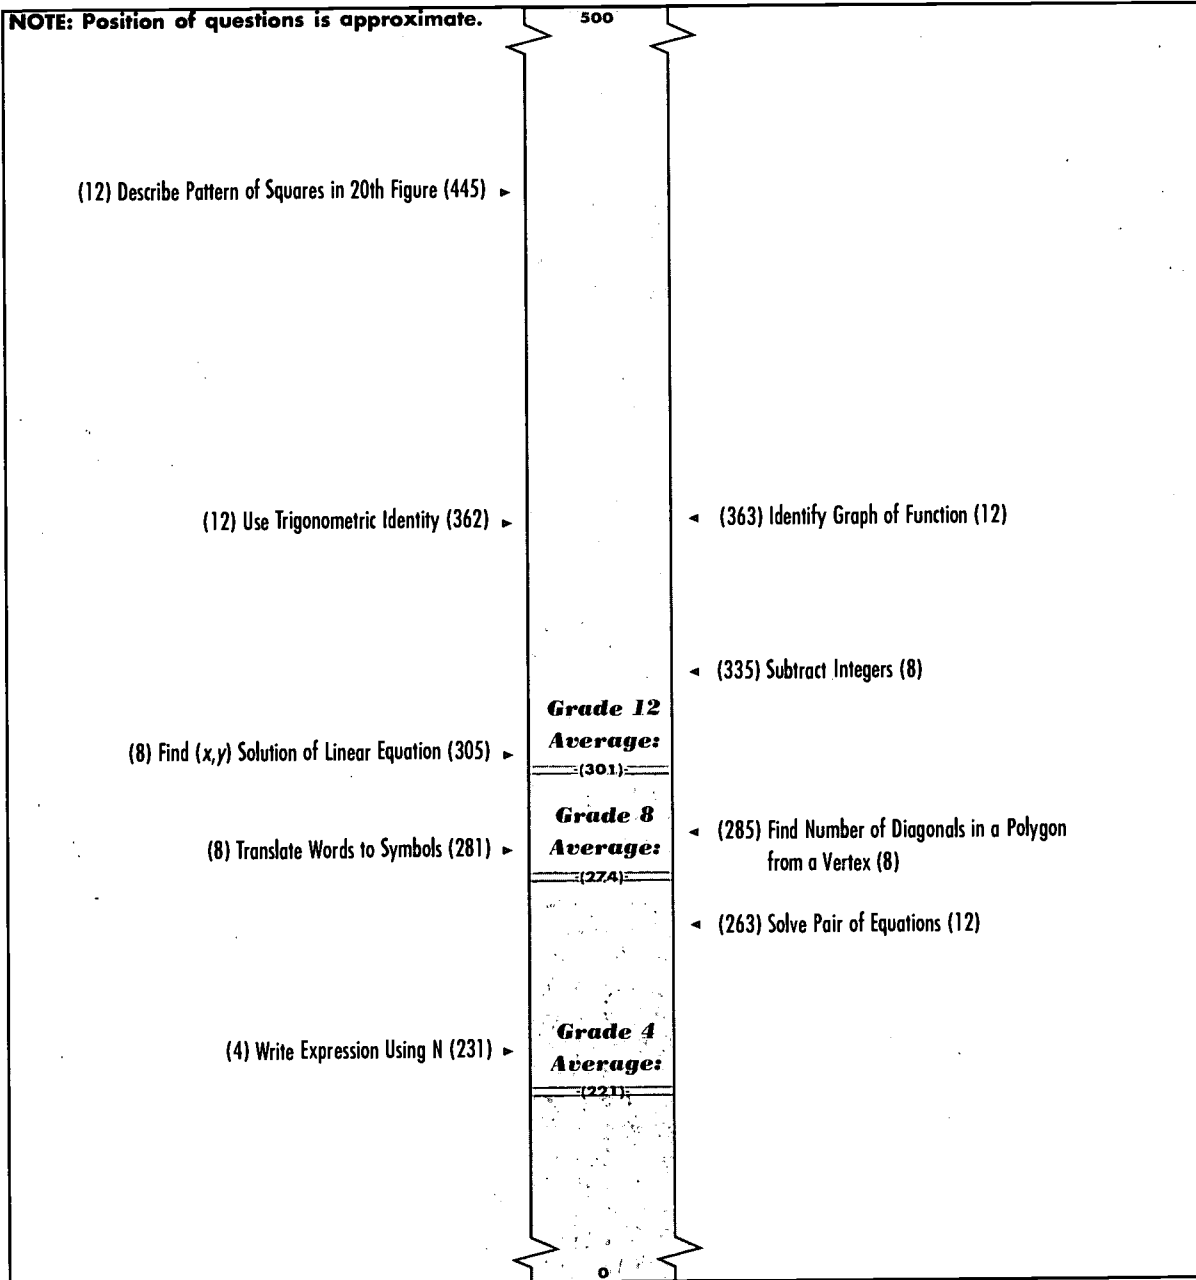 NOTE: Position of questions is approximate.
500
(12) Describe Pattern of Squares in 20th Figure (445) ►
(12) Use Trigonometric Identity (362) ►
◄ (363) Identify Graph of Function (12)
◄ (335) Subtract Integers (8)
Grade 12
Average:
(301)
(8) Find (x,y) Solution of Linear Equation (305) ►
Grade 8
Average:
(274)
◄ (285) Find Number of Diagonals in a Polygon
from a Vertex (8)
(8) Translate Words to Symbols (281) ►
◄ (263) Solve Pair of Equations (12)
Grade 4
Average:
(221)
(4) Write Expression Using N (231) ►
0